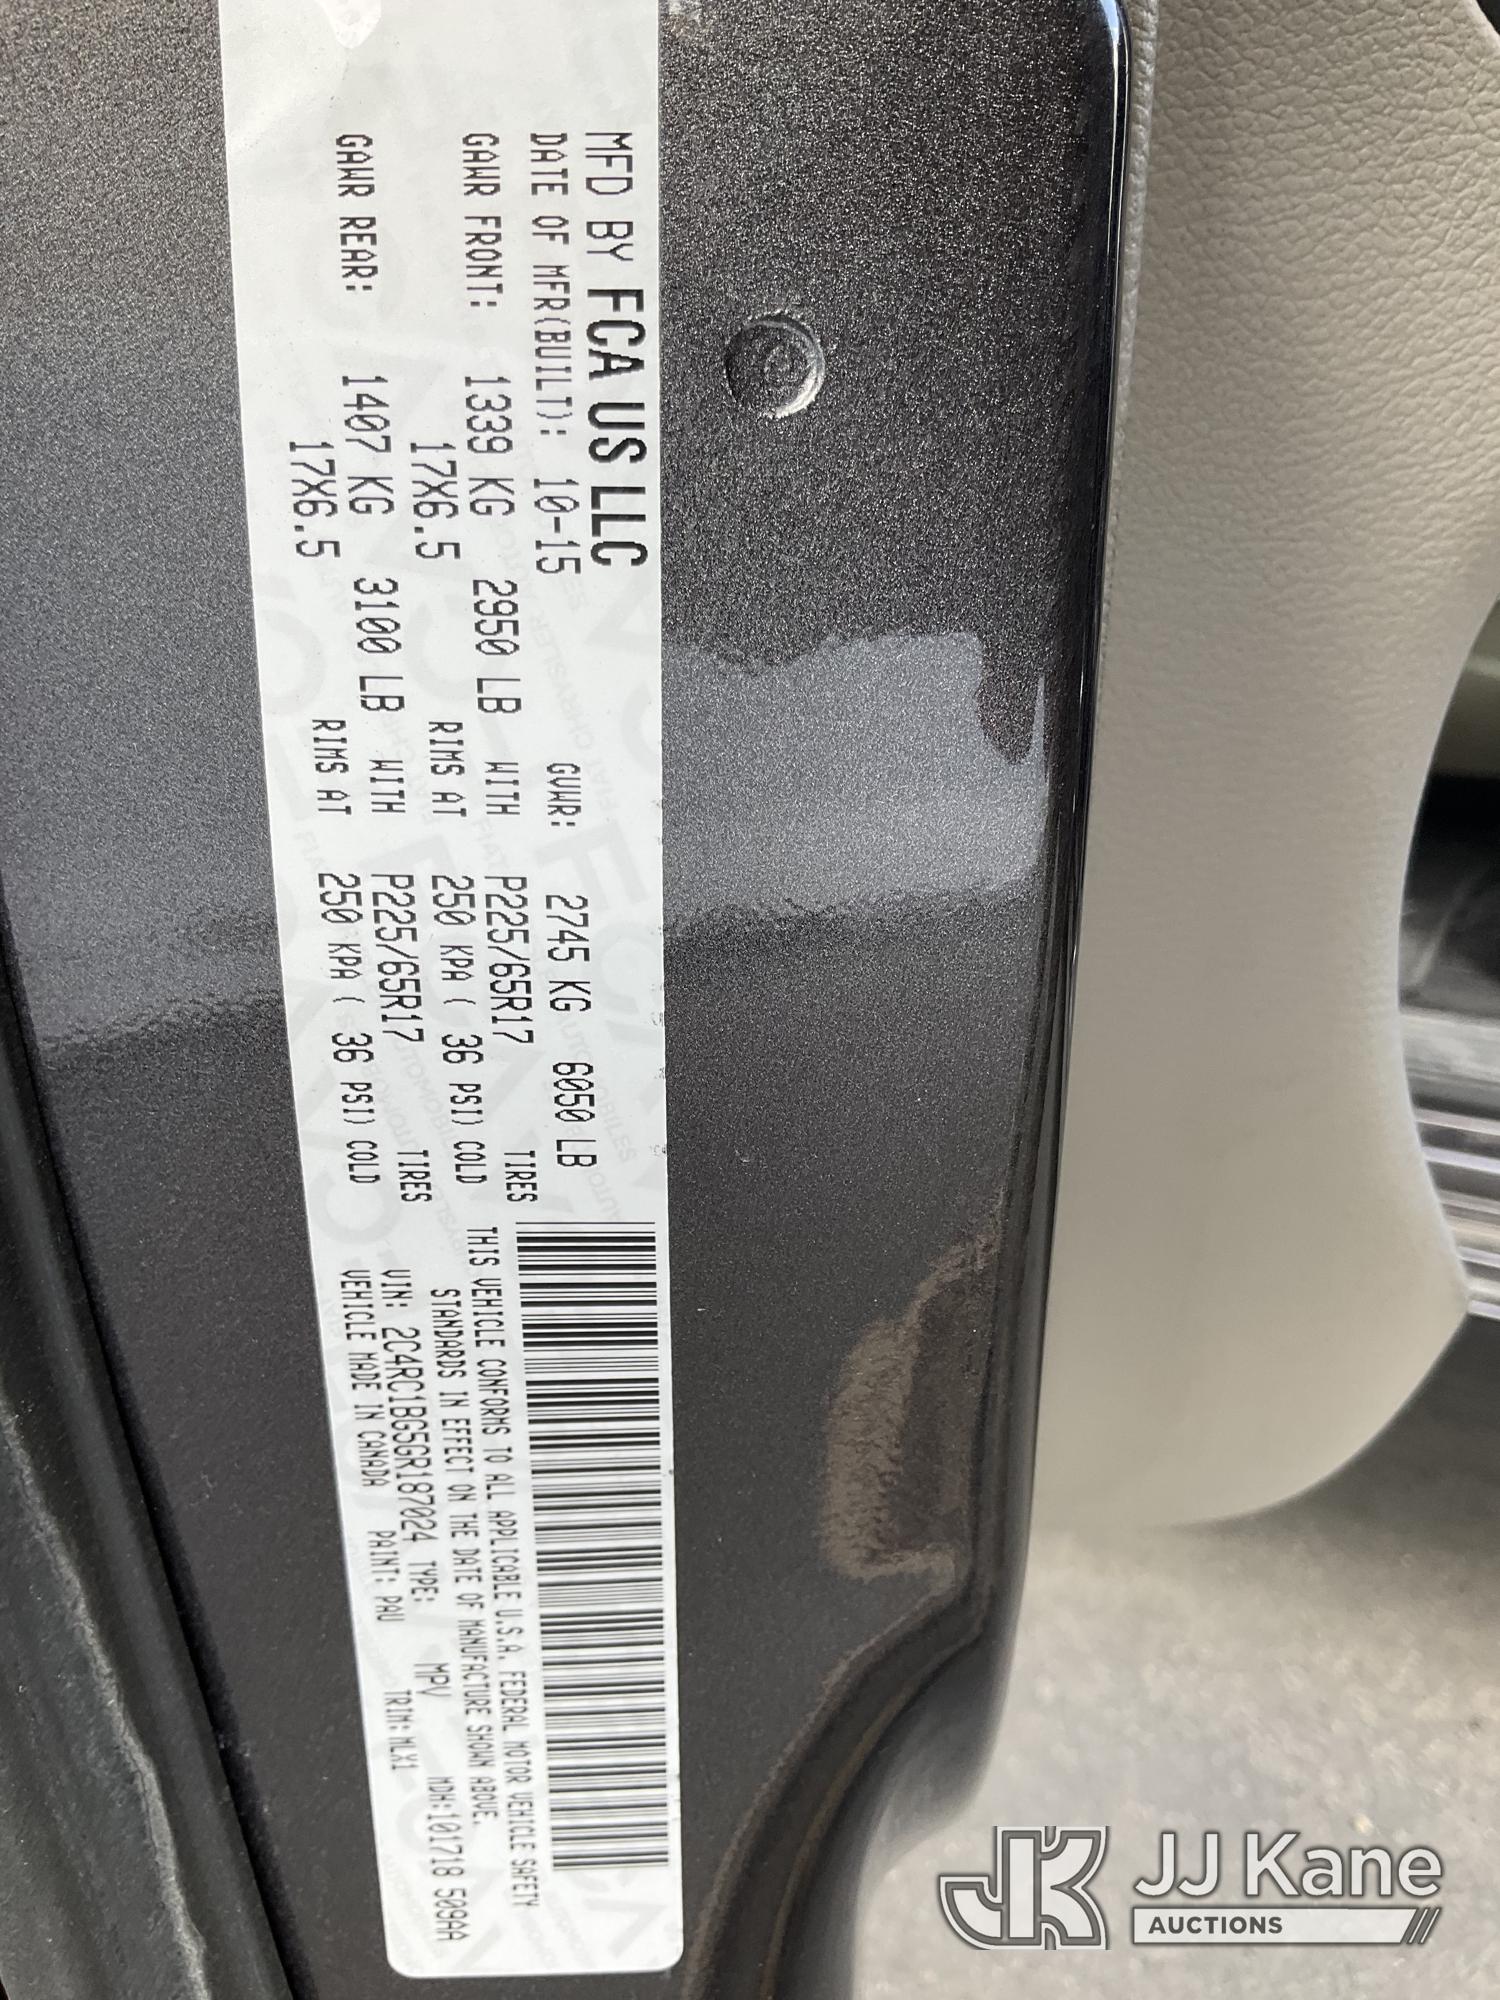 MFD BY FCA US LLC
DATE OF MFR(BUILT): 10-15 GVWR: 2745 KG 6050 LB
GAWR FRONT: 1339 KG 2950 LB WITH P225/65R17 TIRES
17X6.5 RIMS AT 250 KPA ( 36 PSI) COLD
GAWR REAR: 1407 KG 3100 LB WITH P225/65R17 TIRES
17X6.5 RIMS AT 250 KPA ( 36 PSI) COLD
THIS VEHICLE CONFORMS TO ALL APPLICABLE U.S.A. FEDERAL MOTOR VEHICLE SAFETY
STANDARDS IN EFFECT ON THE DATE OF MANUFACTURE SHOWN ABOVE.
VIN: 2C4RC1BG5GR187024 TYPE: MPV MDH:101718 509AA
VEHICLE MADE IN CANADA PAINT: PAU TRIM:MLX1
JJ Kane
AUCTIONS